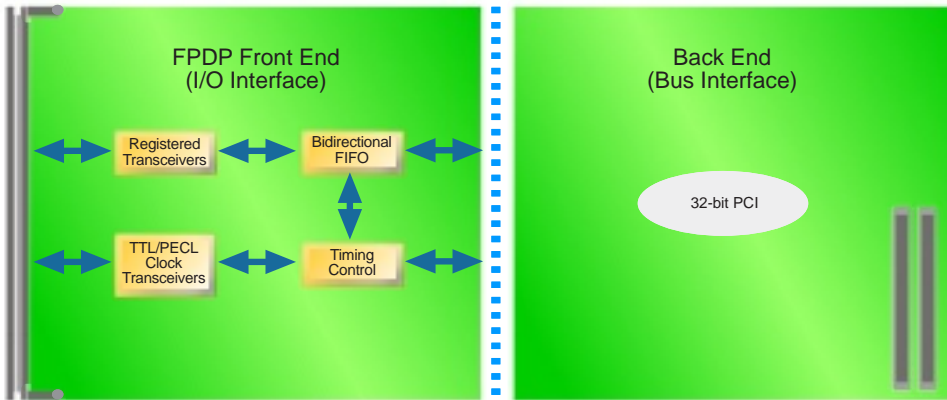 FPDP Front End
(I/O Interface)
Back End
(Bus Interface)
Registered
Transceivers
Bidirectional
FIFO
32-bit PCI
TTL/PECL
Clock
Transceivers
Timing
Control